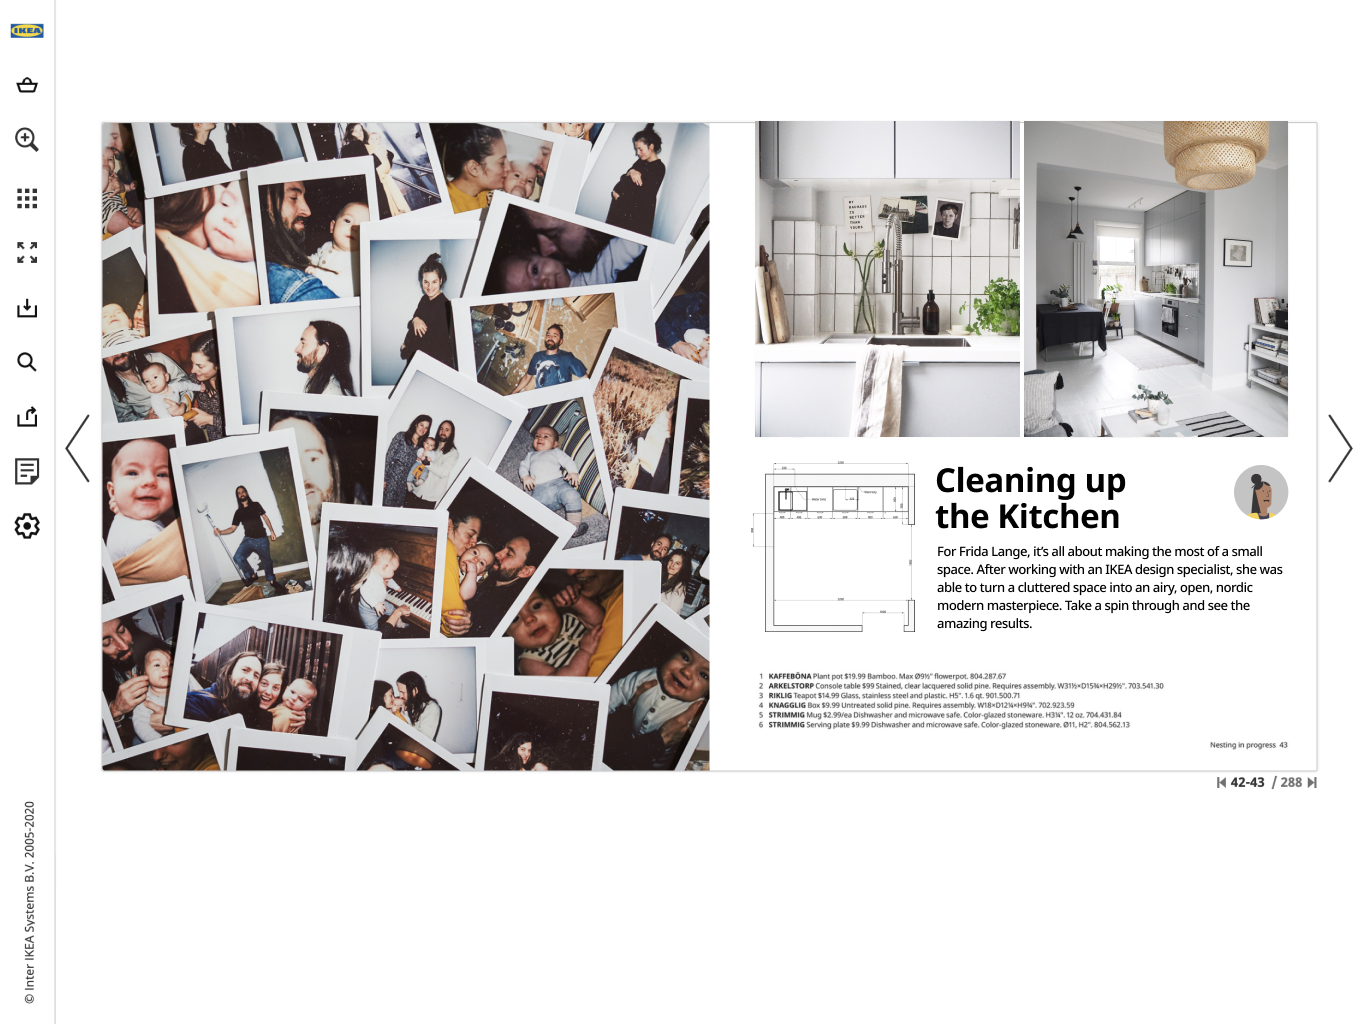 IKEA
MY
BAUHAUS
IS
BETTER
THAN
YOURS
Cleaning up
the Kitchen
For Frida Lange, it's all about making the most of a small
space. After working with an IKEA design specialist, she was
able to turn a cluttered space into an airy, open, nordic
modern masterpiece. Take a spin through and see the
amazing results.
1 KAFFEBÖNA Plant pot $19.99 Bamboo. Max Ø9½" flowerpot. 804.287.67
2 ARKELSTORP Console table $99 Stained, clear lacquered solid pine. Requires assembly. W31½×D15¾×H29½". 703.541.30
3 RIKLIG Teapot $14.99 Glass, stainless steel and plastic. H5". 1.6 qt. 901.500.71
4 KNAGGLIG Box $9.99 Untreated solid pine. Requires assembly. W18×D12¼×H9¾". 702.923.59
5 STRIMMIG Mug $2.99/ea Dishwasher and microwave safe. Color-glazed stoneware. H3¼". 12 oz. 704.431.84
6 STRIMMIG Serving plate $9.99 Dishwasher and microwave safe. Color-glazed stoneware. Ø11, H2". 804.562.13
Nesting in progress 43
42-43 / 288
© Inter IKEA Systems B.V. 2005-2020